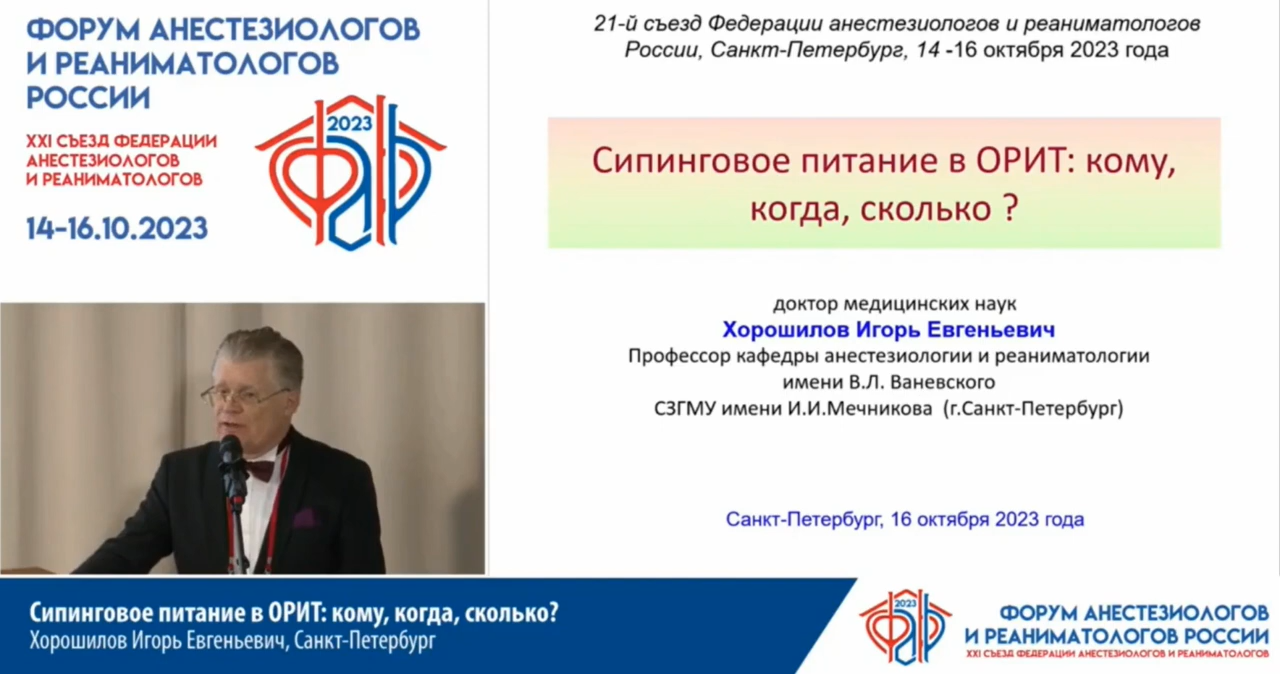 ФОРУМ АНЕСТЕЗИОЛОГОВ
И РЕАНИМАТОЛОГОВ
РОССИИ
XXI СЪЕЗД ФЕДЕРАЦИИ
АНЕСТЕЗИОЛОГОВ
И РЕАНИМАТОЛОГОВ
14-16.10.2023
2023
ФАР
21-й съезд Федерации анестезиологов и реаниматологов
России, Санкт-Петербург, 14 -16 октября 2023 года
Сипинговое питание в ОРИТ: кому,
когда, сколько ?
доктор медицинских наук
Хорошилов Игорь Евгеньевич
Профессор кафедры анестезиологии и реаниматологии
имени В.Л. Ваневского
СЗГМУ имени И.И.Мечникова (г.Санкт-Петербург)
Санкт-Петербург, 16 октября 2023 года
Сипинговое питание в ОРИТ: кому, когда, сколько?
Хорошилов Игорь Евгеньевич, Санкт-Петербург
2023
ФАР
ФОРУМ АНЕСТЕЗИОЛОГОВ
И РЕАНИМАТОЛОГОВ РОССИИ
XXI СЪЕЗД ФЕДЕРАЦИИ АНЕСТЕЗИОЛОГОВ И РЕАНИМАТОЛОГОВ